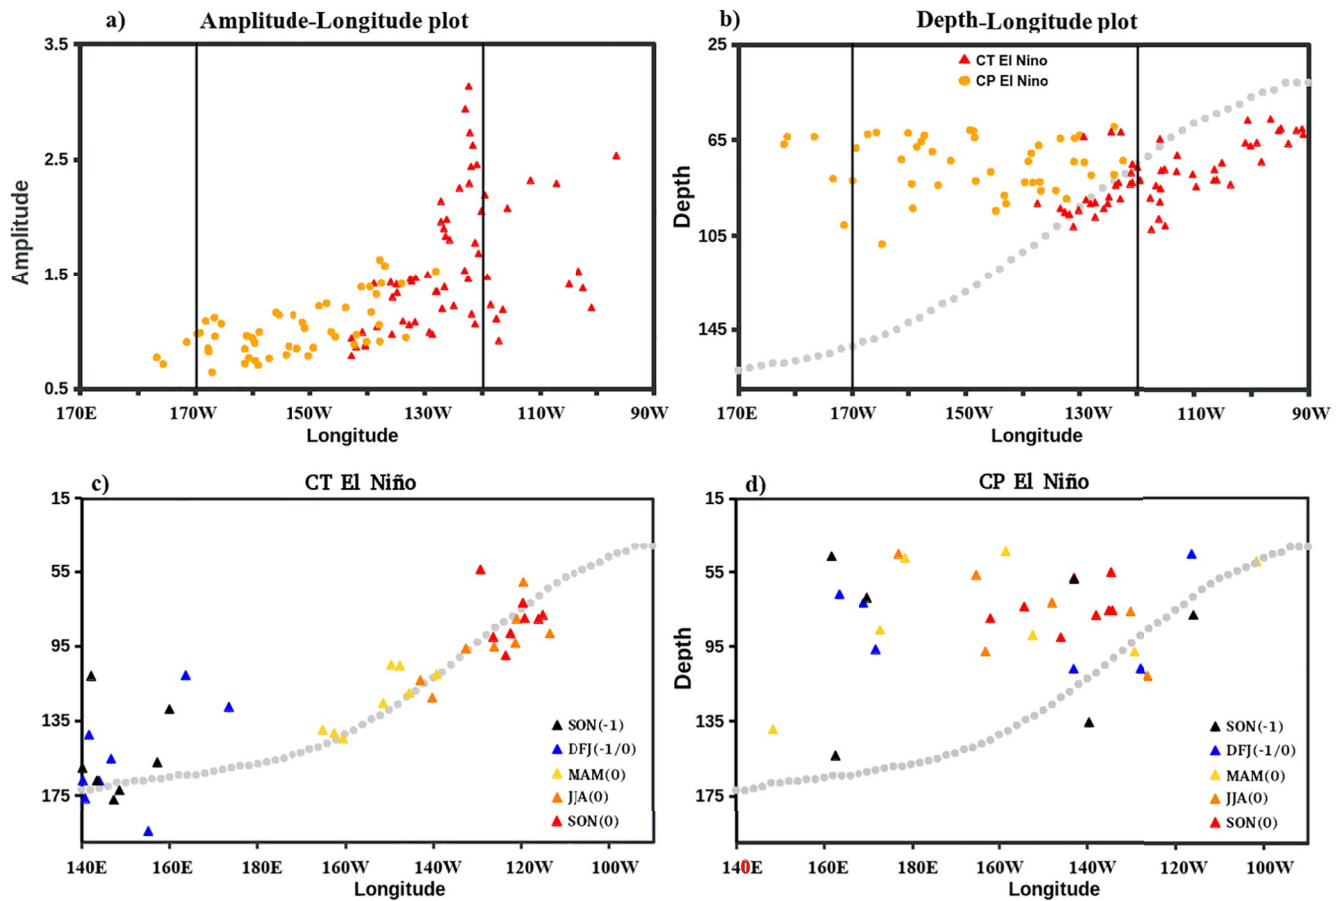 a) Amplitude-Longitude plot
3.5
2.5
1.5
0.5
Amplitude
170E 170W 150W 130W 110W 90W
Longitude
b) Depth-Longitude plot
25
65
105
145
Depth
CT El Nino
CP El Nino
170E 170W 150W 130W 110W 90W
Longitude
c) CT El Niño
15
55
95
135
175
SON(-1)
DFJ(-1/0)
MAM(0)
JJA(0)
SON(0)
140E 160E 180E 160W 140W 120W 100W
Longitude
d) CP El Niño
15
55
95
135
175
Depth
SON(-1)
DFJ(-1/0)
MAM(0)
JJA(0)
SON(0)
140E 160E 180E 160W 140W 120W 100W
Longitude